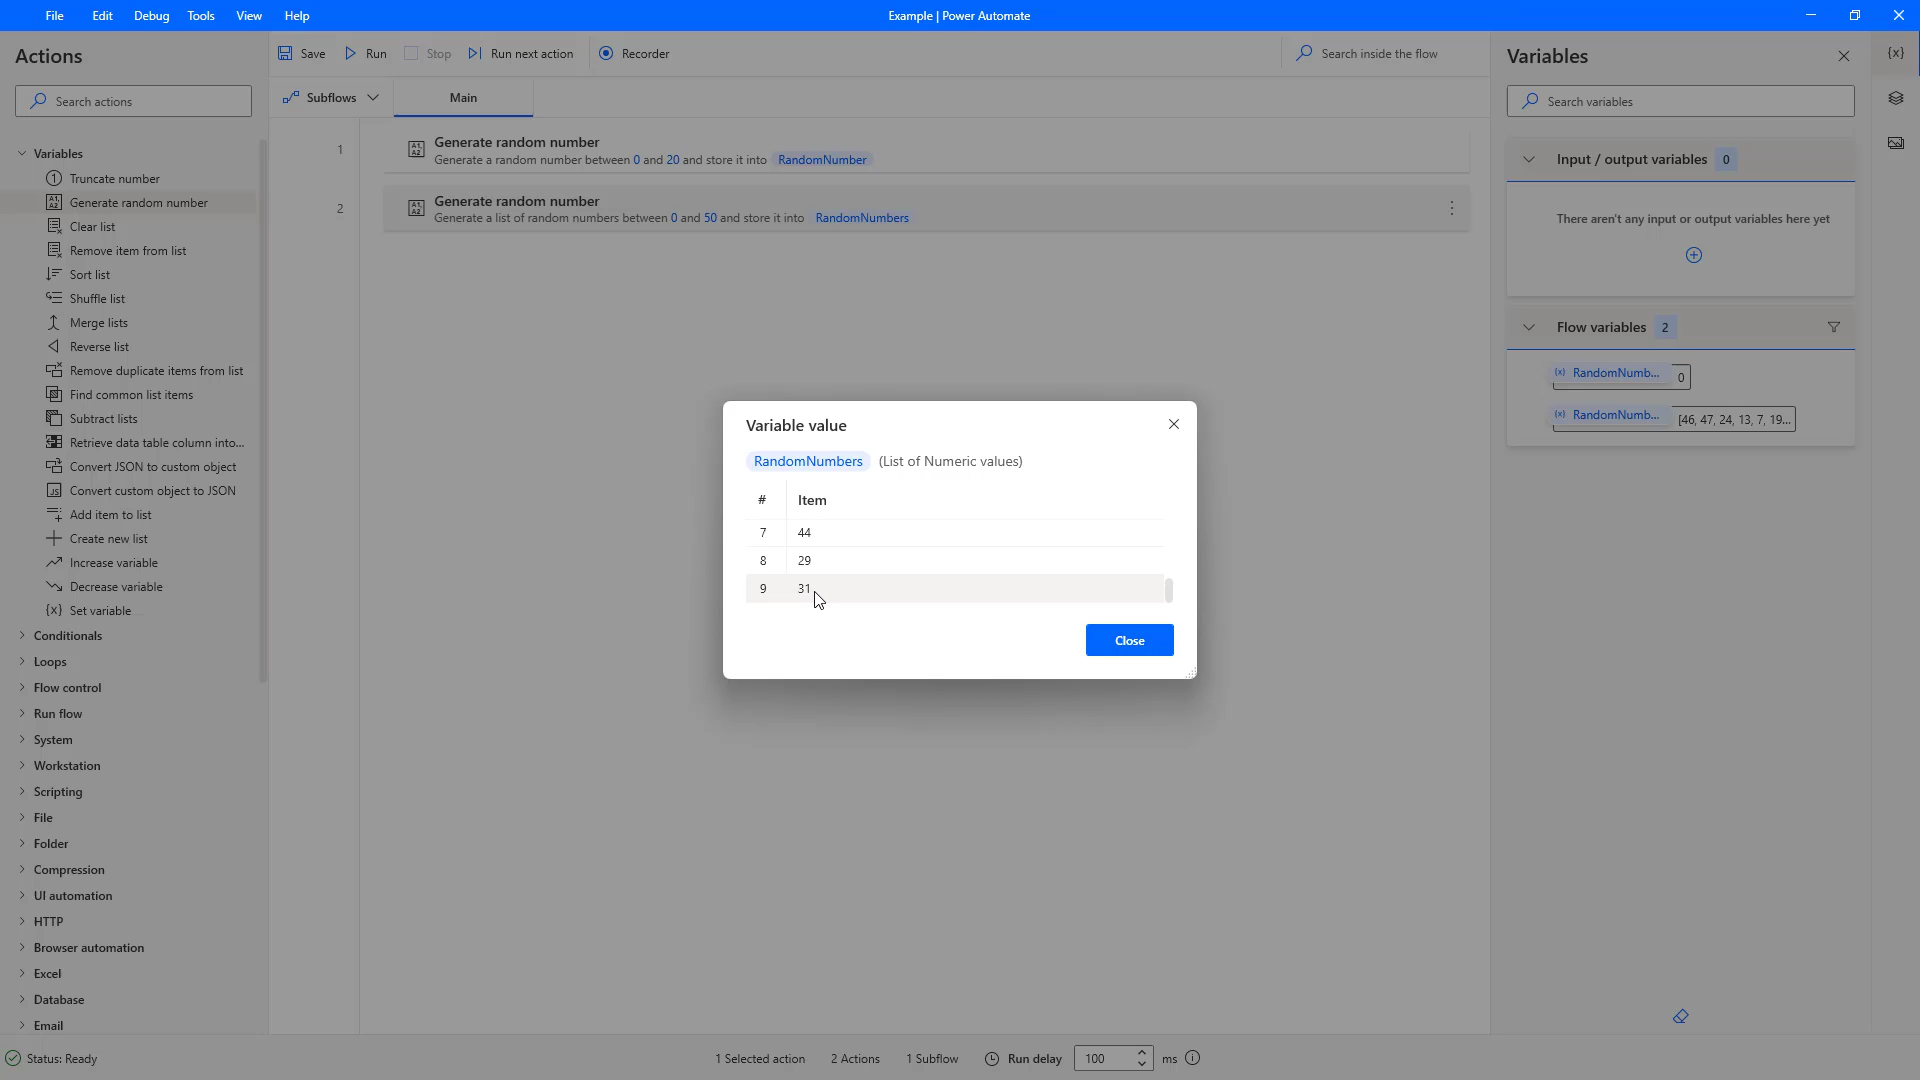 File Edit Debug Tools View Help
Example | Power Automate
Actions
Search actions
Variables
Truncate number
Generate random number
Clear list
Remove item from list
Sort list
Shuffle list
Merge lists
Reverse list
Remove duplicate items from list
Find common list items
Subtract lists
Retrieve data table column into...
Convert JSON to custom object
Convert custom object to JSON
Add item to list
Create new list
Increase variable
Decrease variable
{x} Set variable
Conditionals
Loops
Flow control
Run flow
System
Workstation
Scripting
File
Folder
Compression
UI automation
HTTP
Browser automation
Excel
Database
Email
Save Run Stop Run next action Recorder
Search inside the flow
Subflows Main
1 Generate random number
Generate a random number between 0 and 20 and store it into RandomNumber
2 Generate random number
Generate a list of random numbers between 0 and 50 and store it into RandomNumbers
Variable value
RandomNumbers (List of Numeric values)
# Item
7 44
8 29
9 31
Close
Variables
{x}
Search variables
Input / output variables 0
There aren't any input or output variables here yet
Flow variables 2
{x} RandomNumb... 0
{x} RandomNumb... [46, 47, 24, 13, 7, 19...
Status: Ready
1 Selected action 2 Actions 1 Subflow Run delay 100 ms